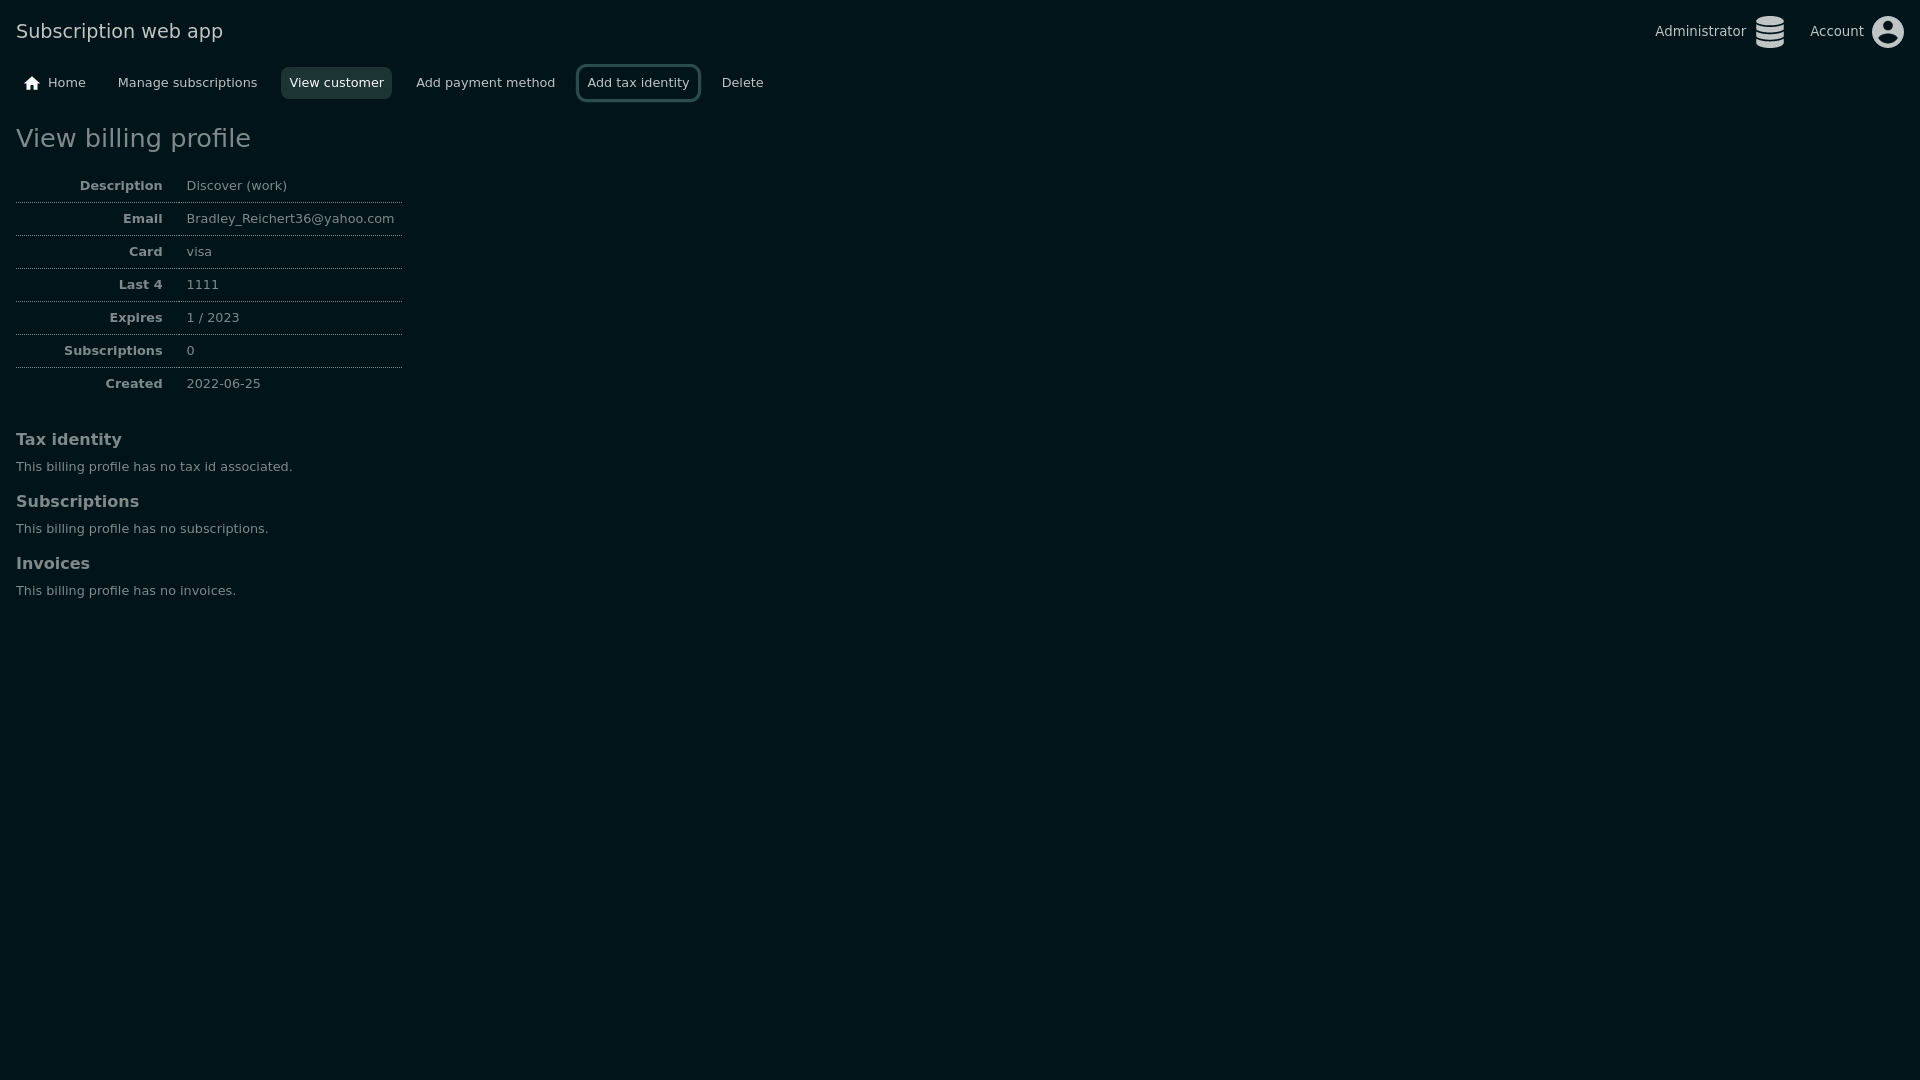 Subscription web app
Administrator
Account
Home
Manage subscriptions
View customer
Add payment method
Add tax identity
Delete
View billing profile
Description Discover (work)
Email Bradley_Reichert36@yahoo.com
Card visa
Last 4 1111
Expires 1 / 2023
Subscriptions 0
Created 2022-06-25
Tax identity
This billing profile has no tax id associated.
Subscriptions
This billing profile has no subscriptions.
Invoices
This billing profile has no invoices.